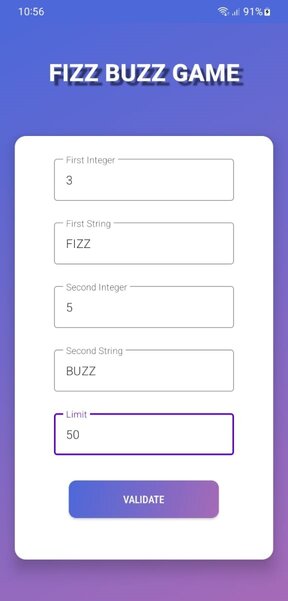 10:56
91%
FIZZ BUZZ GAME
First Integer
3
First String
FIZZ
Second Integer
5
Second String
BUZZ
Limit
50
VALIDATE